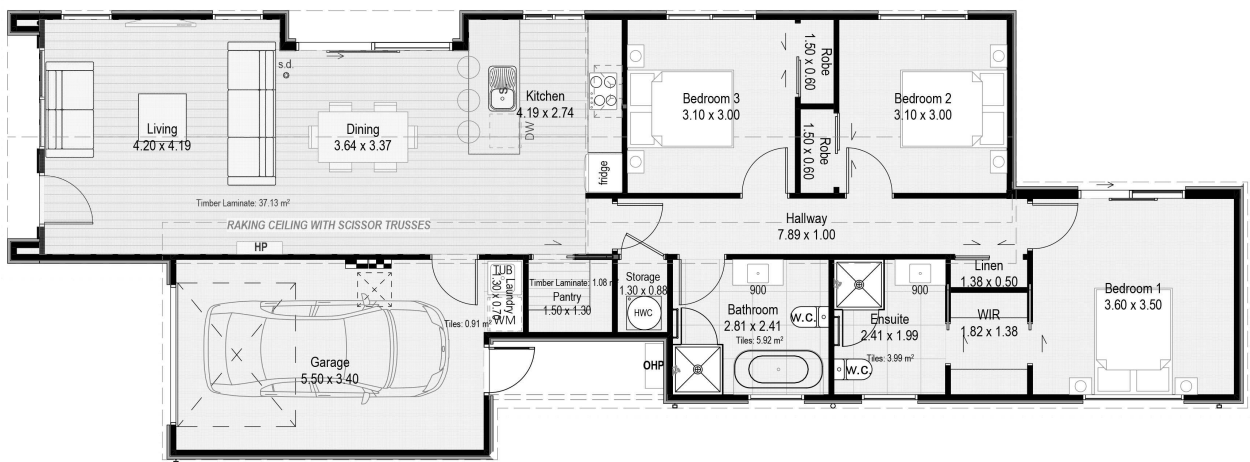 s.d.
Living
4.20 x 4.19
Dining
3.64 x 3.37
Kitchen
4.19 x 2.74
DW
fridge
Bedroom 3
3.10 x 3.00
Robe
1.50 x 0.60
Robe
1.50 x 0.60
Bedroom 2
3.10 x 3.00
Timber Laminate: 37.13 m²
RAKING CEILING WITH SCISSOR TRUSSES
HP
Hallway
7.89 x 1.00
TUB
Laundry
1.30 x 0.70
WM
Tiles: 0.91 m²
Timber Laminate: 1.08 m
Pantry
1.50 x 1.30
Storage
1.30 x 0.88
HWC
900
Bathroom
2.81 x 2.41
Tiles: 5.92 m²
W.C.
900
Ensuite
2.41 x 1.99
Tiles: 3.99 m²
W.C.
Linen
1.38 x 0.50
WIR
1.82 x 1.38
Bedroom 1
3.60 x 3.50
Garage
5.50 x 3.40
OHP